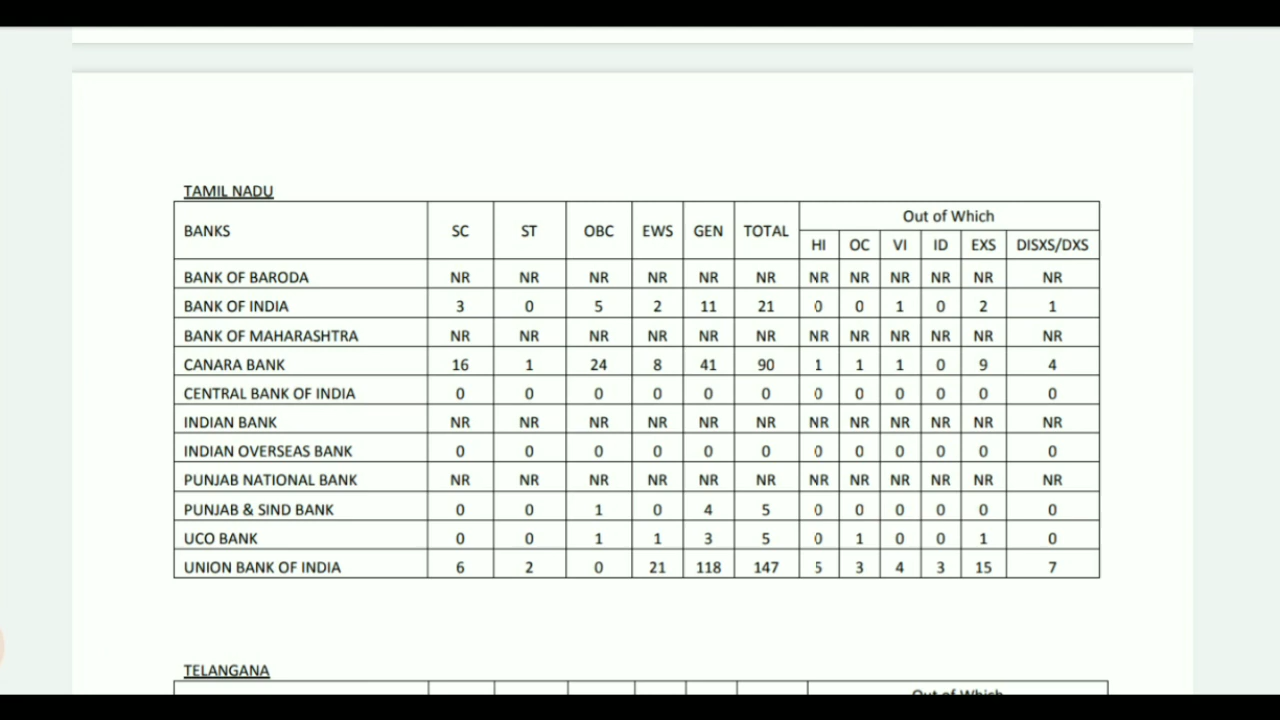 TAMIL NADU
BANKS SC ST OBC EWS GEN TOTAL Out of Which
HI OC VI ID EXS DISXS/DXS
BANK OF BARODA NR NR NR NR NR NR NR NR NR NR NR NR
BANK OF INDIA 3 0 5 2 11 21 0 0 1 0 2 1
BANK OF MAHARASHTRA NR NR NR NR NR NR NR NR NR NR NR NR
CANARA BANK 16 1 24 8 41 90 1 1 1 0 9 4
CENTRAL BANK OF INDIA 0 0 0 0 0 0 0 0 0 0 0 0
INDIAN BANK NR NR NR NR NR NR NR NR NR NR NR NR
INDIAN OVERSEAS BANK 0 0 0 0 0 0 0 0 0 0 0 0
PUNJAB NATIONAL BANK NR NR NR NR NR NR NR NR NR NR NR NR
PUNJAB & SIND BANK 0 0 1 0 4 5 0 0 0 0 0 0
UCO BANK 0 0 1 1 3 5 0 1 0 0 1 0
UNION BANK OF INDIA 6 2 0 21 118 147 5 3 4 3 15 7
TELANGANA
Out of Which